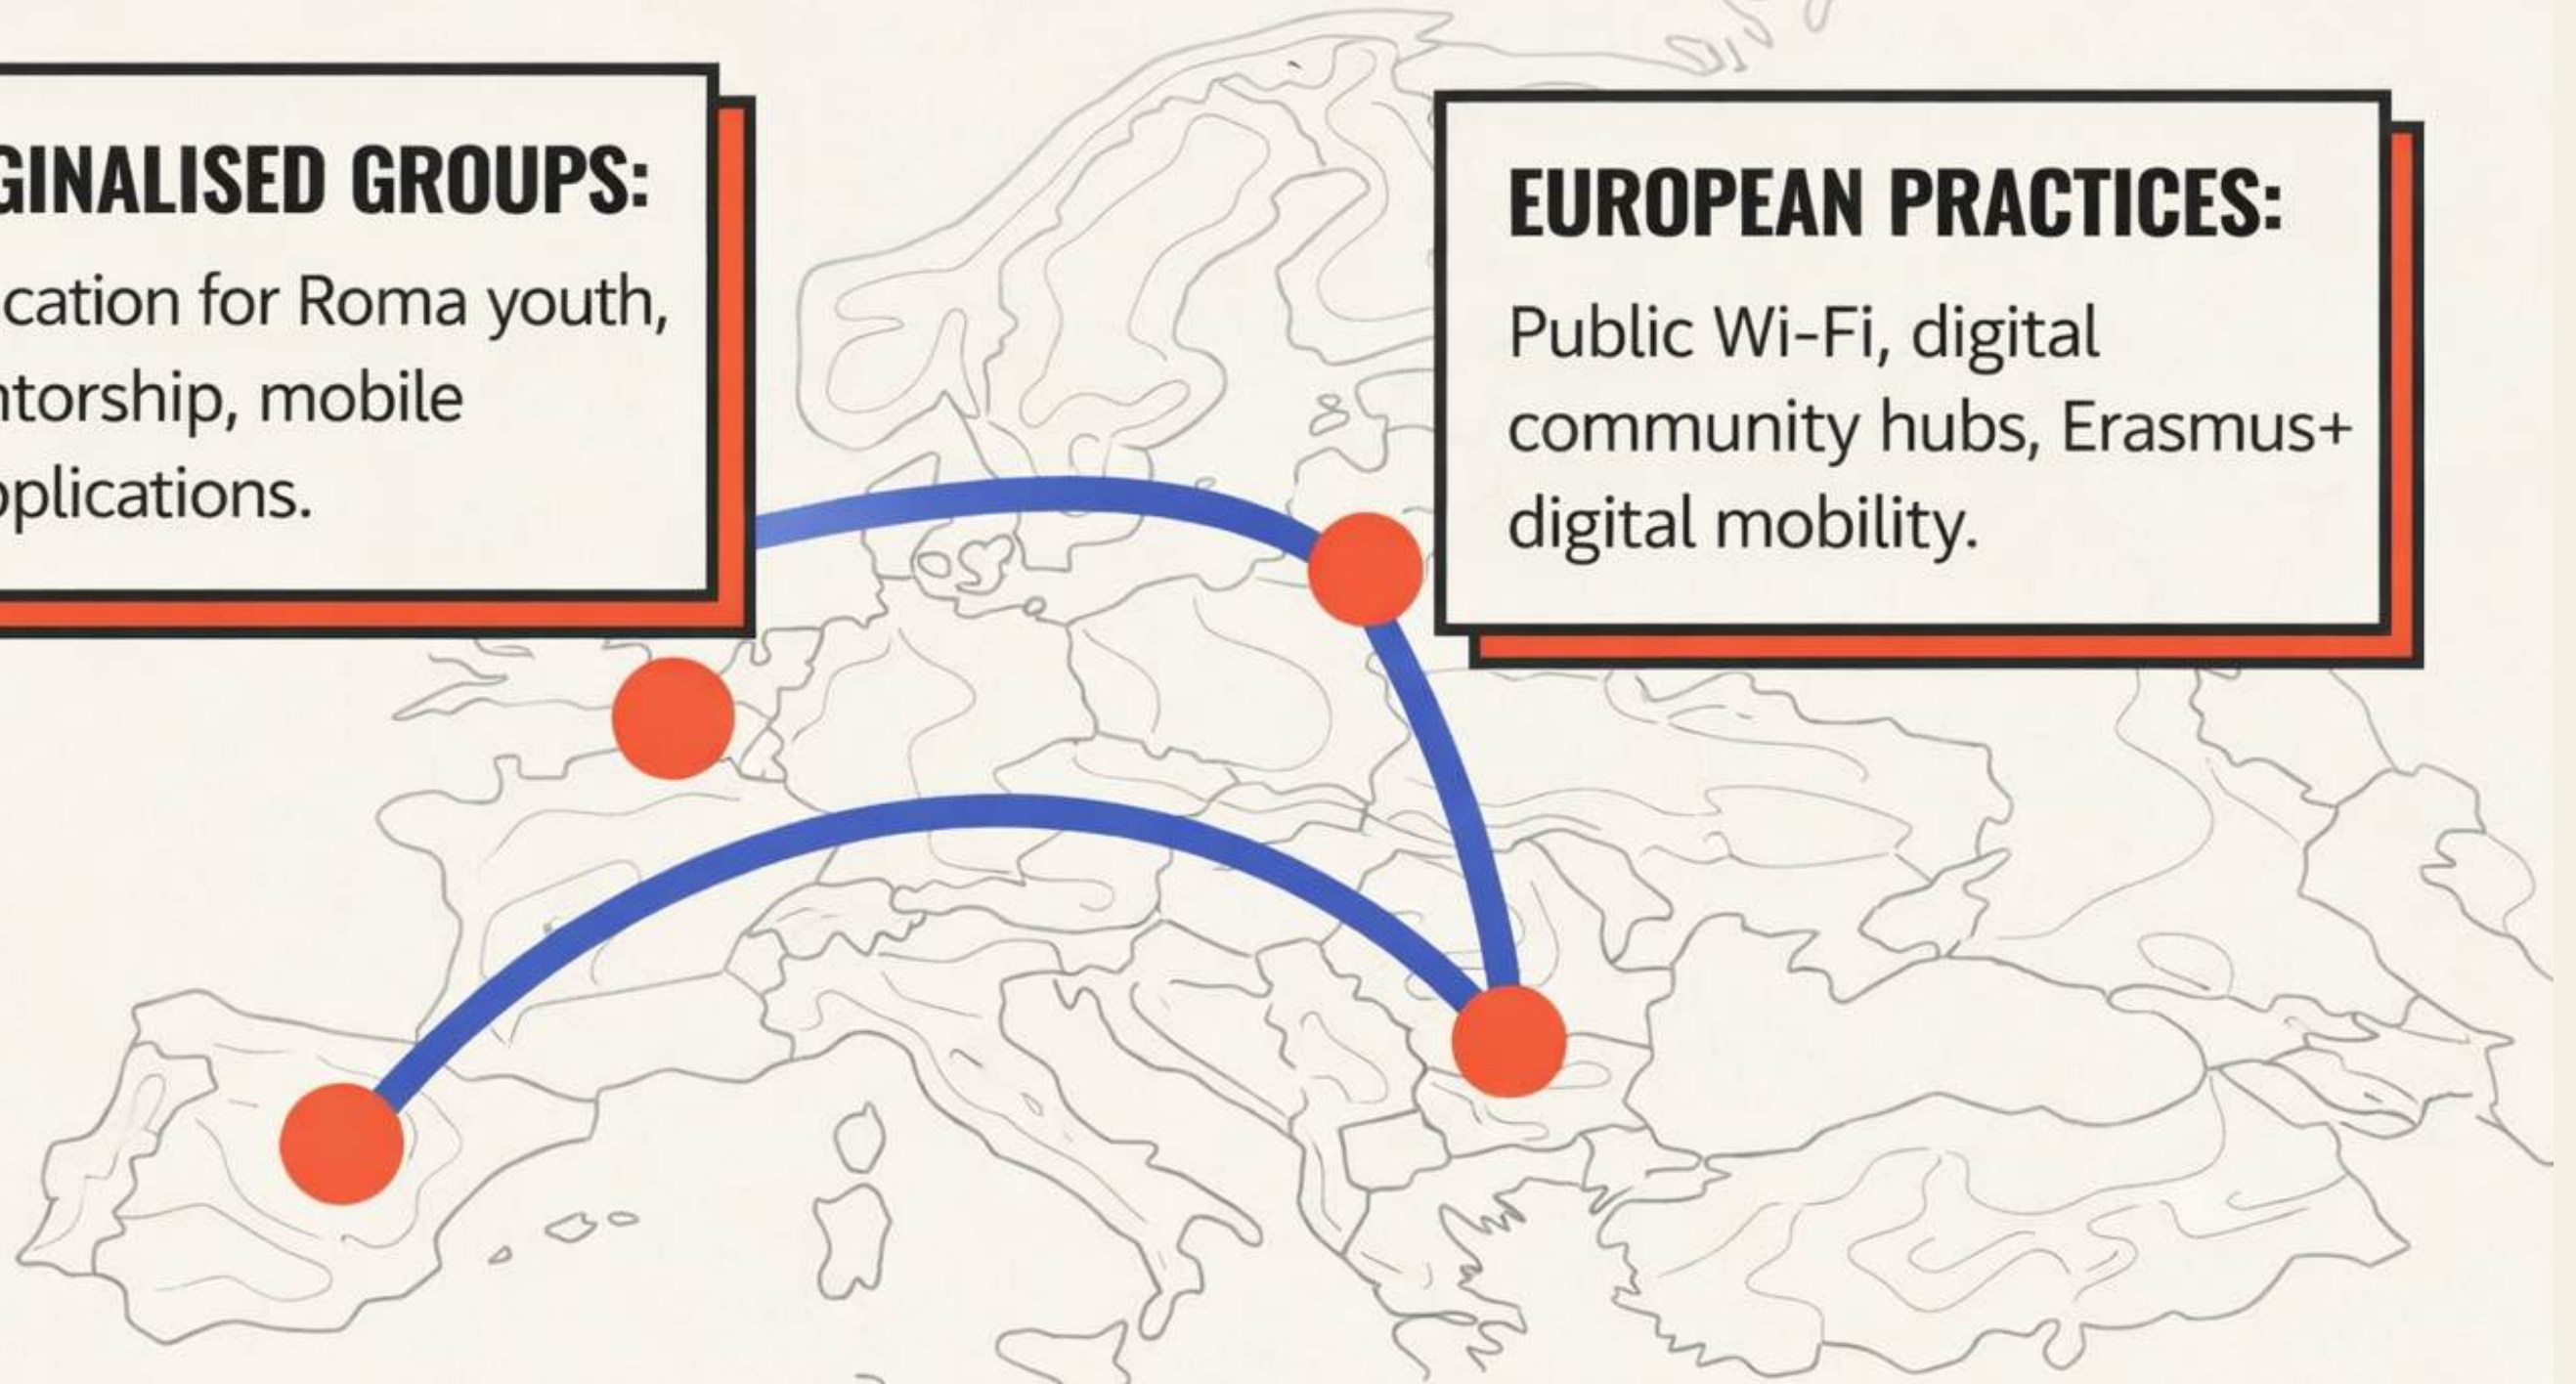 GINALISED GROUPS:
cation for Roma youth,
ntorship, mobile
pplications.
EUROPEAN PRACTICES:
Public Wi-Fi, digital
community hubs, Erasmus+
digital mobility.